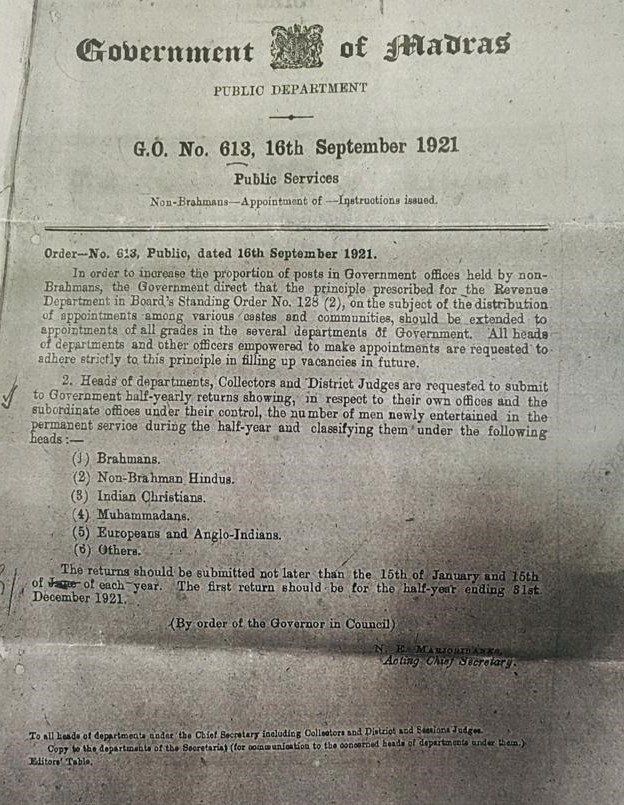 Government of Madras
PUBLIC DEPARTMENT
G.O. No. 613, 16th September 1921
Public Services
Non-Brahmans—Appointment of—Instructions issued.
Order—No. 613, Public, dated 16th September 1921.
In order to increase the proportion of posts in Government offices held by non-
Brahmans, the Government direct that the principle prescribed for the Revenue
Department in Board's Standing Order No. 128 (2), on the subject of the distribution
of appointments among various castes and communities, should be extended to
appointments of all grades in the several departments of Government. All heads
of departments and other officers empowered to make appointments are requested to
adhere strictly to this principle in filling up vacancies in future.
2. Heads of departments, Collectors and District Judges are requested to submit
to Government half-yearly returns showing, in respect to their own offices and the
subordinate offices under their control, the number of men newly entertained in the
permanent service during the half-year and classifying them under the following
heads :—
(1) Brahmans.
(2) Non-Brahman Hindus.
(3) Indian Christians.
(4) Muhammadans.
(5) Europeans and Anglo-Indians.
(6) Others.
The returns should be submitted not later than the 15th of January and 15th
of June of each year. The first return should be for the half-year ending 31st
December 1921.
(By order of the Governor in Council)
N. E. MARJORIBANKS,
Acting Chief Secretary.
To all heads of departments under the Chief Secretary including Collectors and District and Sessions Judges.
Copy to the departments of the Secretariat (for communication to the concerned heads of departments under them.)
Editors' Table.